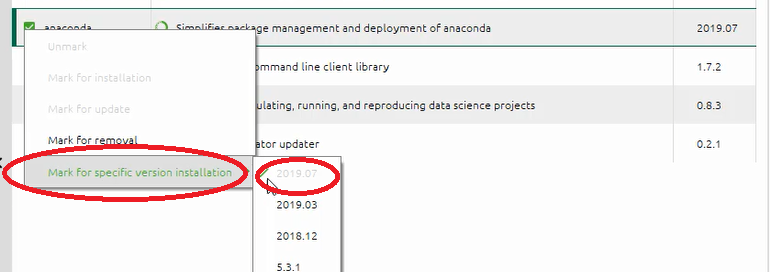 anaconda Simplifies package management and deployment of anaconda 2019.07
Unmark
Mark for installation ommand line client library 1.7.2
Mark for update ulating, running, and reproducing data science projects 0.8.3
Mark for removal ator updater 0.2.1
Mark for specific version installation 2019.07
2019.03
2018.12
5.3.1